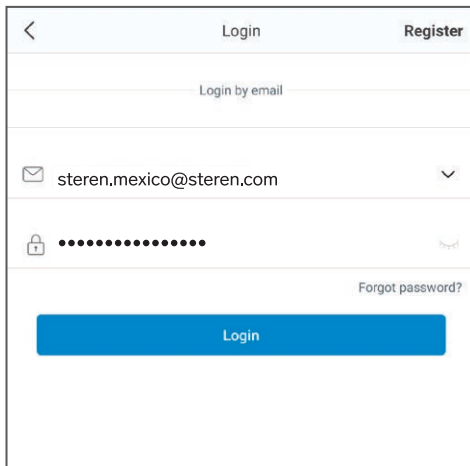 Login Register
Login by email
steren.mexico@steren.com
••••••••••••••••
Forgot password?
Login